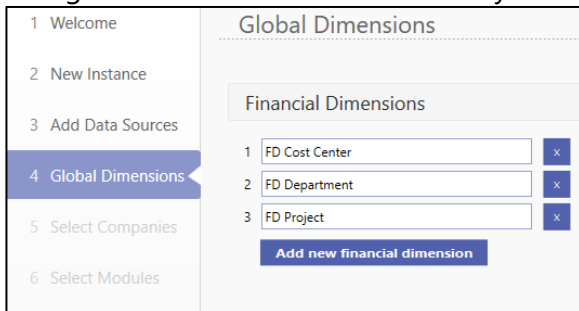 1 Welcome
2 New Instance
3 Add Data Sources
4 Global Dimensions
5 Select Companies
6 Select Modules
Global Dimensions
Financial Dimensions
1 FD Cost Center x
2 FD Department x
3 FD Project x
Add new financial dimension